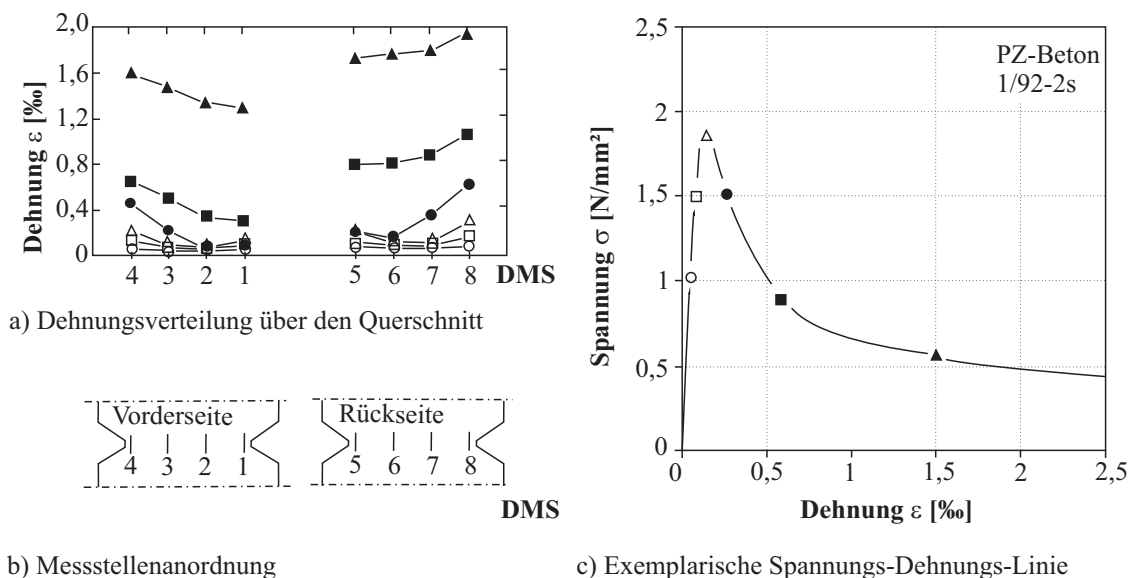 2,0
1,6
1,2
0,8
0,4
0
Dehnung ε [‰]
4 3 2 1 5 6 7 8 DMS
a) Dehnungsverteilung über den Querschnitt
Vorderseite
4 3 2 1
Rückseite
5 6 7 8
DMS
b) Messstellenanordnung
2,5
2
1,5
1
0,5
0
Spannung σ [N/mm²]
PZ-Beton
1/92-2s
0 0,5 1 1,5 2 2,5
Dehnung ε [‰]
c) Exemplarische Spannungs-Dehnungs-Linie